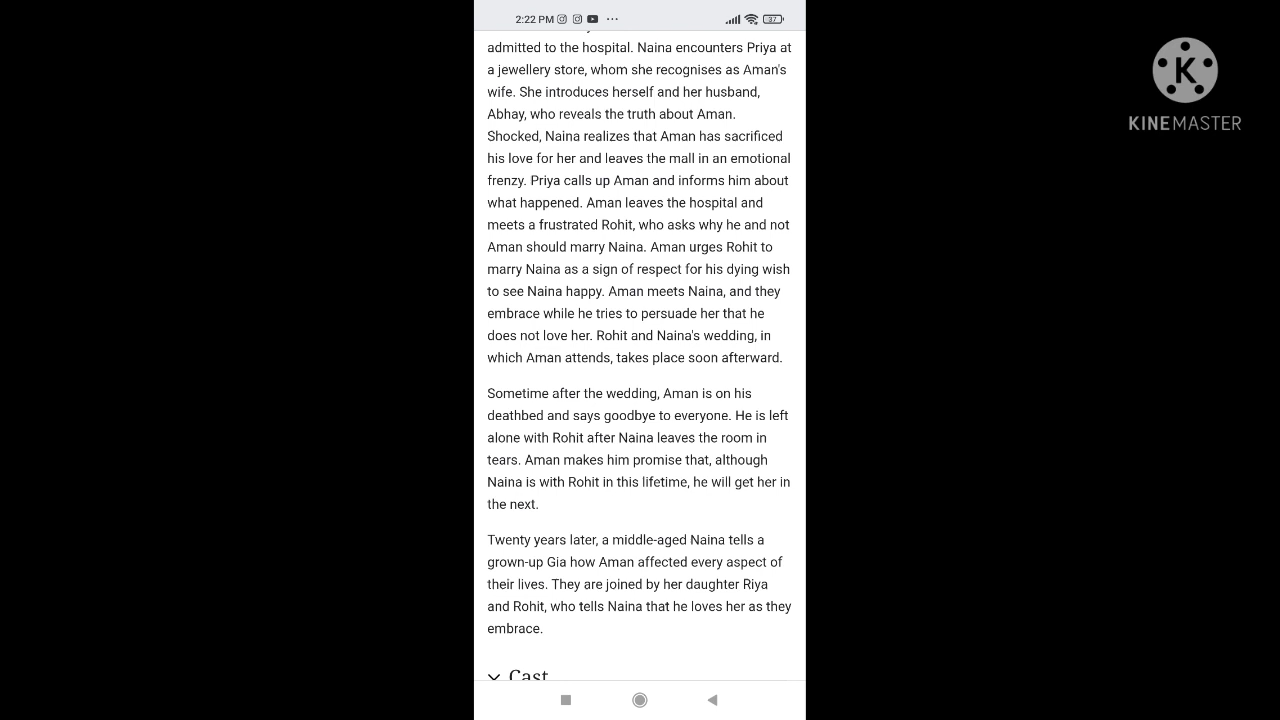 2:22 PM
37
admitted to the hospital. Naina encounters Priya at
a jewellery store, whom she recognises as Aman's
wife. She introduces herself and her husband,
Abhay, who reveals the truth about Aman.
Shocked, Naina realizes that Aman has sacrificed
his love for her and leaves the mall in an emotional
frenzy. Priya calls up Aman and informs him about
what happened. Aman leaves the hospital and
meets a frustrated Rohit, who asks why he and not
Aman should marry Naina. Aman urges Rohit to
marry Naina as a sign of respect for his dying wish
to see Naina happy. Aman meets Naina, and they
embrace while he tries to persuade her that he
does not love her. Rohit and Naina's wedding, in
which Aman attends, takes place soon afterward.
Sometime after the wedding, Aman is on his
deathbed and says goodbye to everyone. He is left
alone with Rohit after Naina leaves the room in
tears. Aman makes him promise that, although
Naina is with Rohit in this lifetime, he will get her in
the next.
Twenty years later, a middle-aged Naina tells a
grown-up Gia how Aman affected every aspect of
their lives. They are joined by her daughter Riya
and Rohit, who tells Naina that he loves her as they
embrace.
Cast
K
KINEMASTER